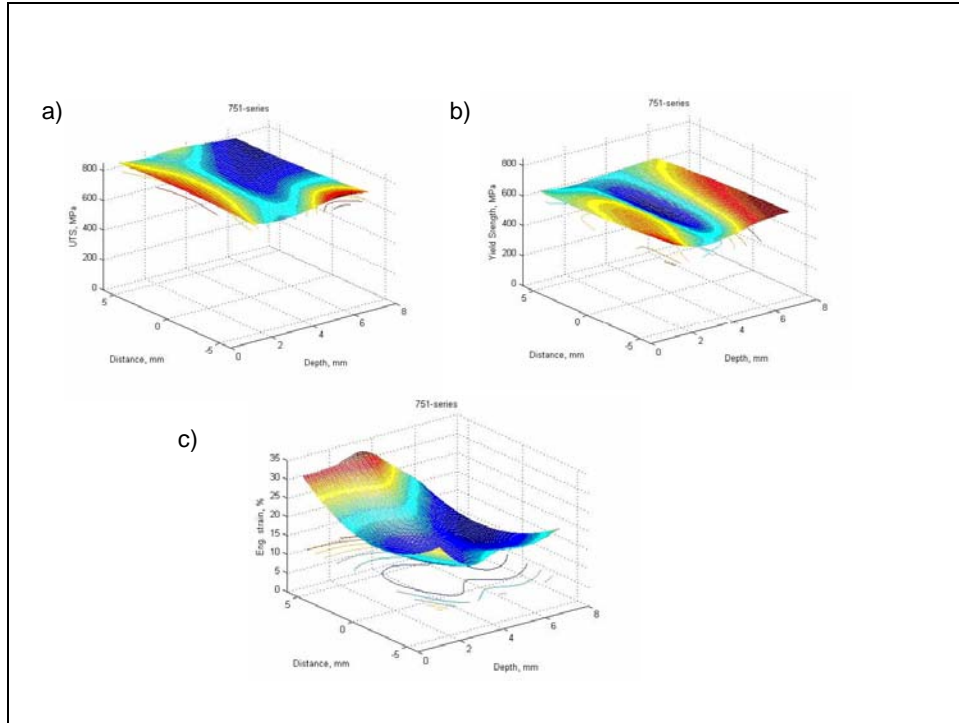 a)
751-series
800
600
400
200
0
UTS, MPa
5
0
-5
Distance, mm
0
2
4
6
8
Depth, mm
b)
751-series
800
600
400
200
0
Yield Strength, MPa
5
0
-5
Distance, mm
0
2
4
6
8
Depth, mm
c)
751-series
35
30
25
20
15
10
5
0
Eng. strain, %
5
0
-5
Distance, mm
0
2
4
6
8
Depth, mm